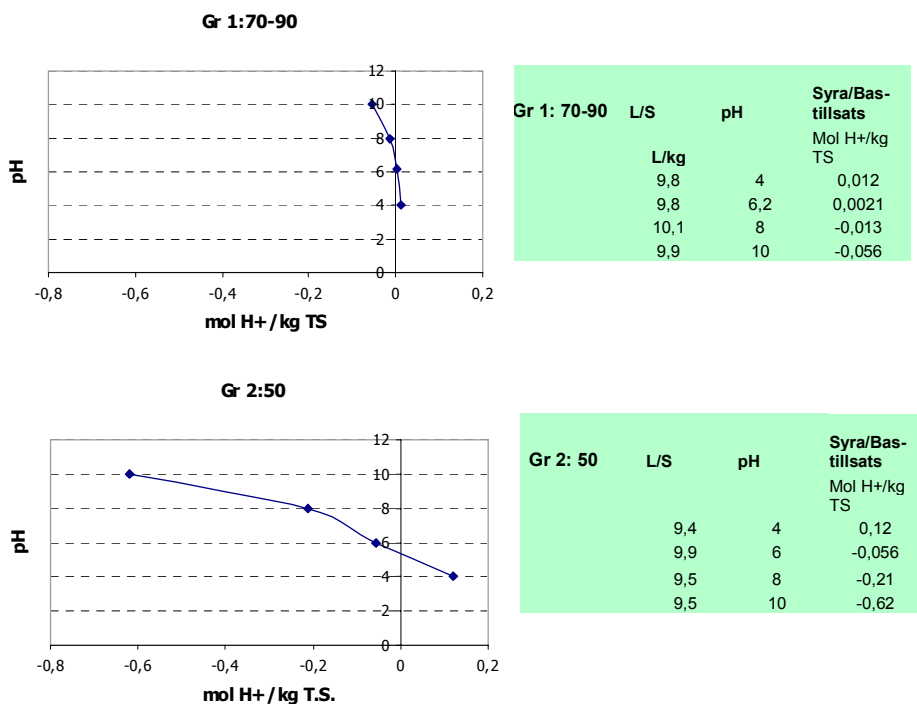 Gr 1:70-90
12
10
8
6
4
2
0
-0,8 -0,6 -0,4 -0,2 0 0,2
pH
mol H+/kg TS
Gr 1: 70-90 L/S pH Syra/Bas-
tillsats
Mol H+/kg
L/kg TS
9,8 4 0,012
9,8 6,2 0,0021
10,1 8 -0,013
9,9 10 -0,056
Gr 2:50
12
10
8
6
4
2
0
-0,8 -0,6 -0,4 -0,2 0 0,2
pH
mol H+/kg T.S.
Gr 2: 50 L/S pH Syra/Bas-
tillsats
Mol H+/kg
TS
9,4 4 0,12
9,9 6 -0,056
9,5 8 -0,21
9,5 10 -0,62